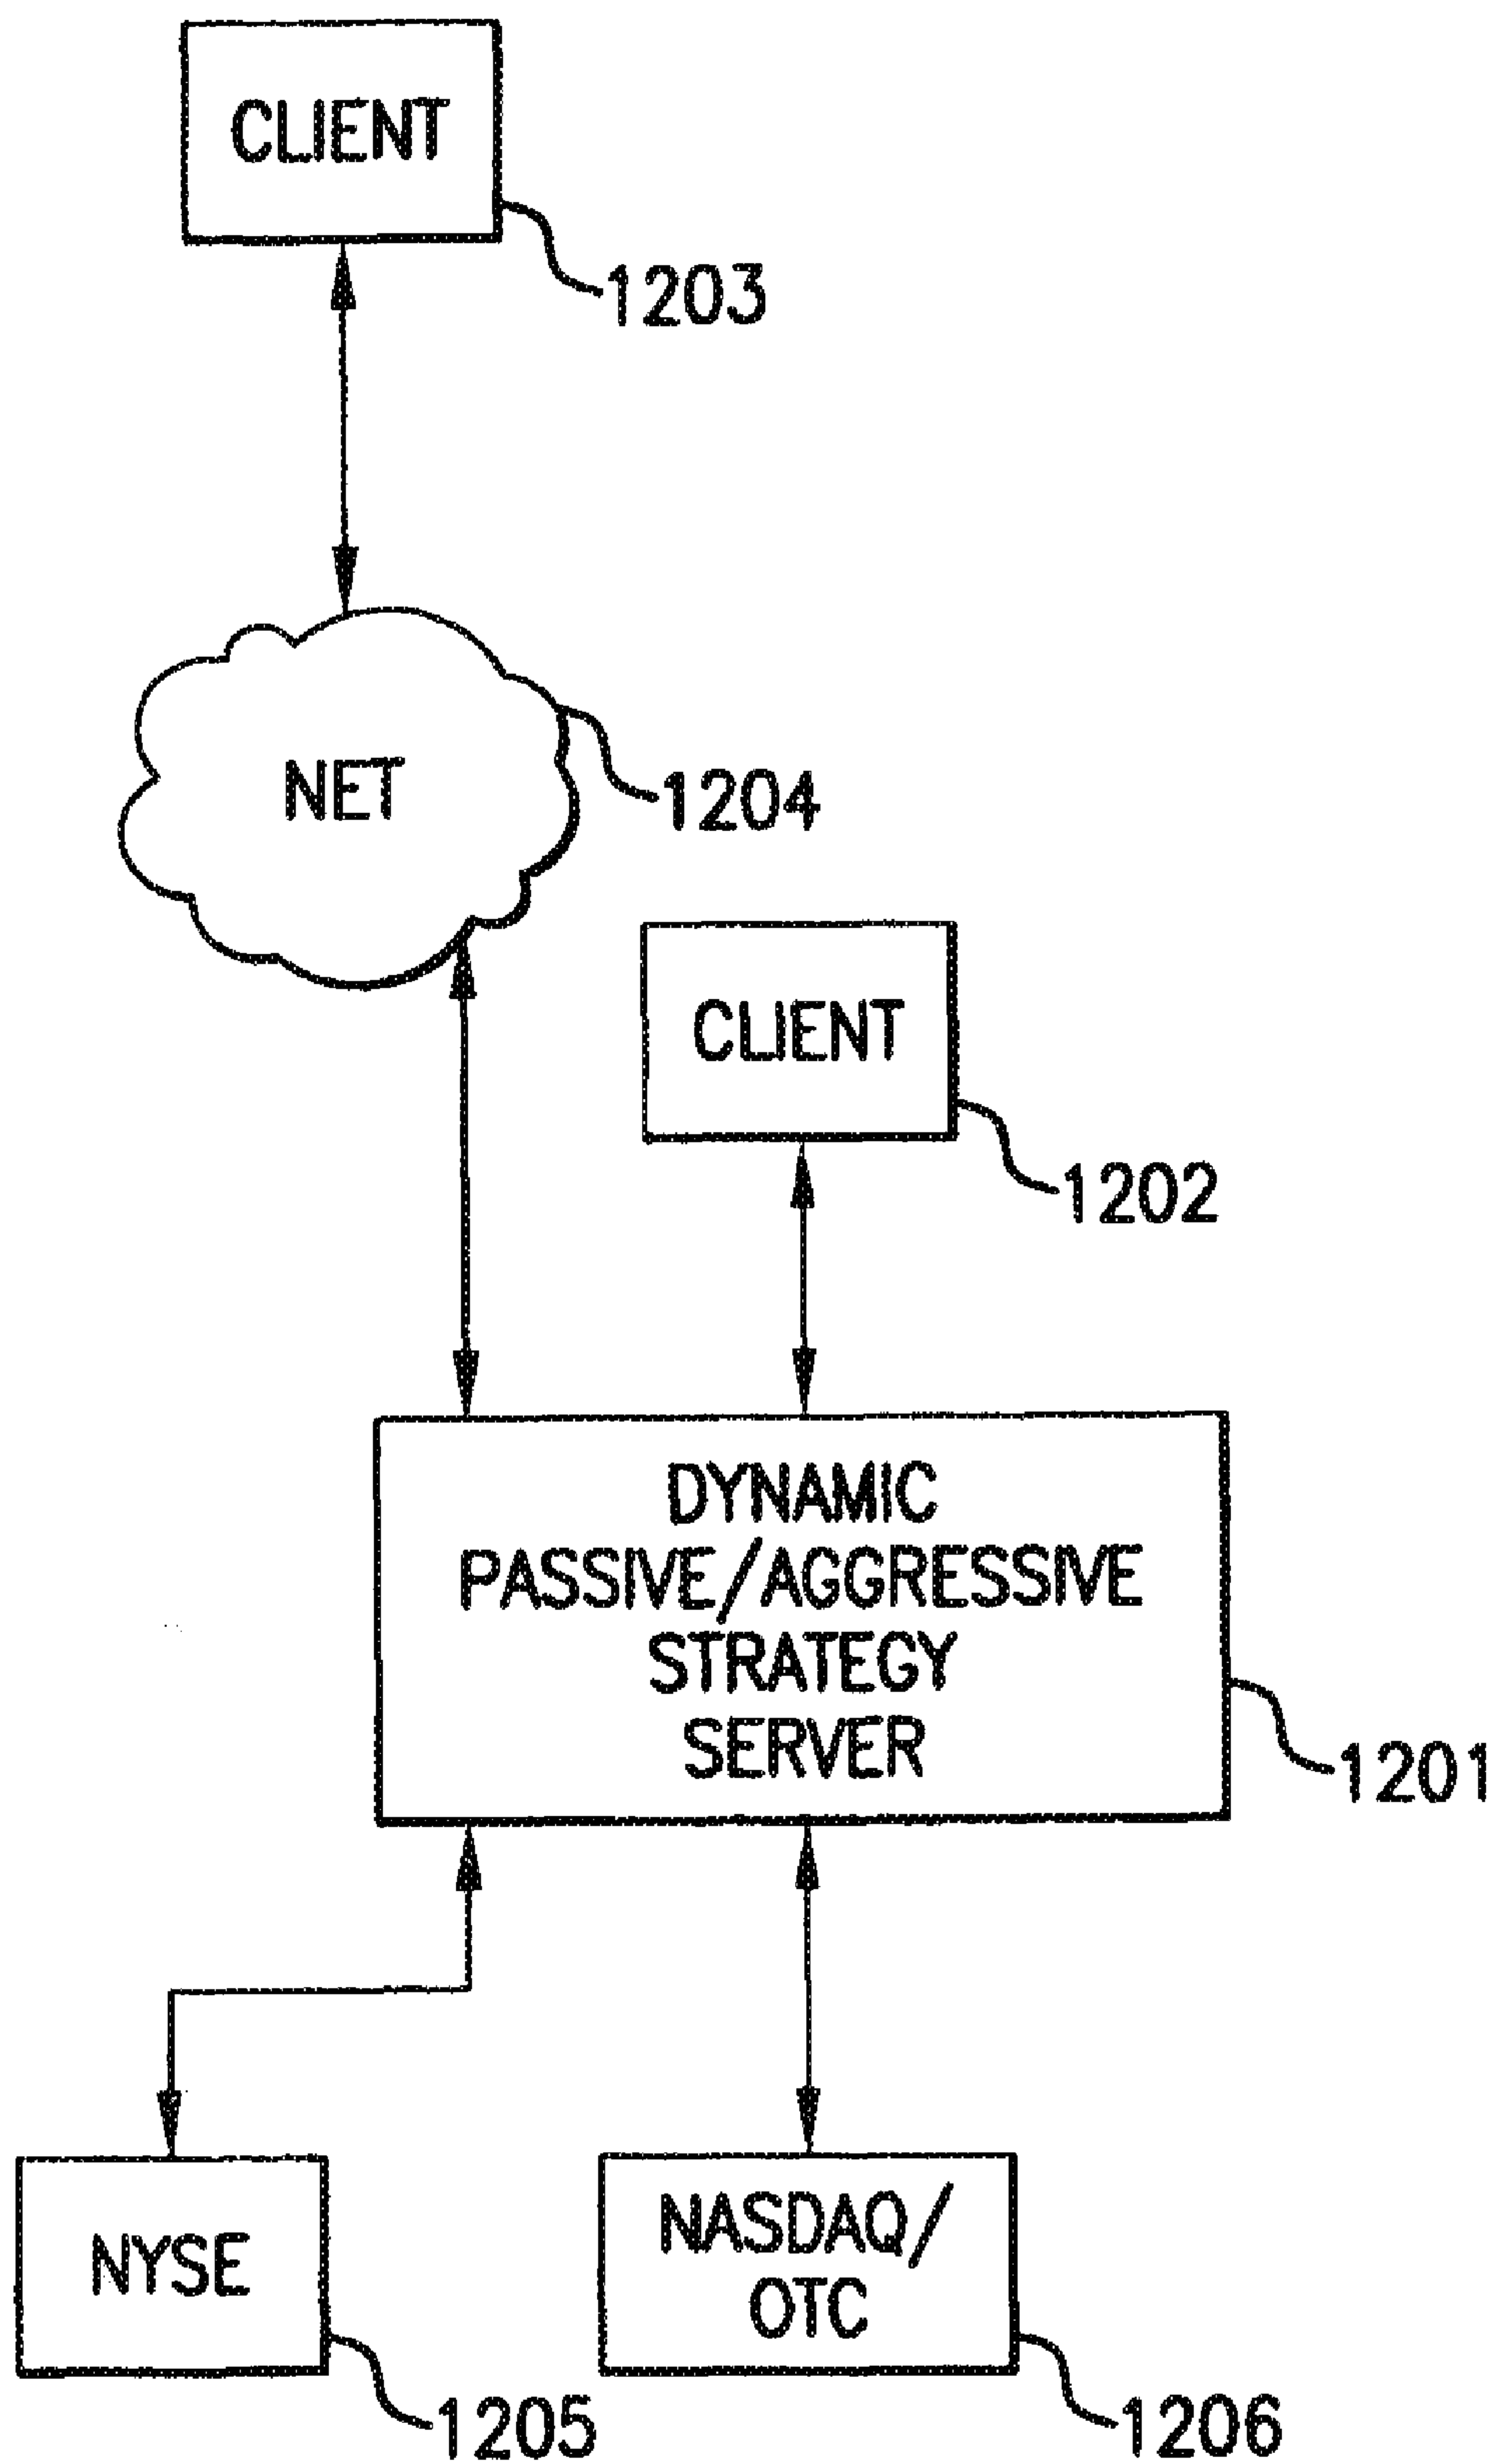 CLIENT
1203
NET
1204
CLIENT
1202
DYNAMIC
PASSIVE/AGGRESSIVE
STRATEGY
SERVER
1201
NYSE
1205
NASDAQ/
OTC
1206